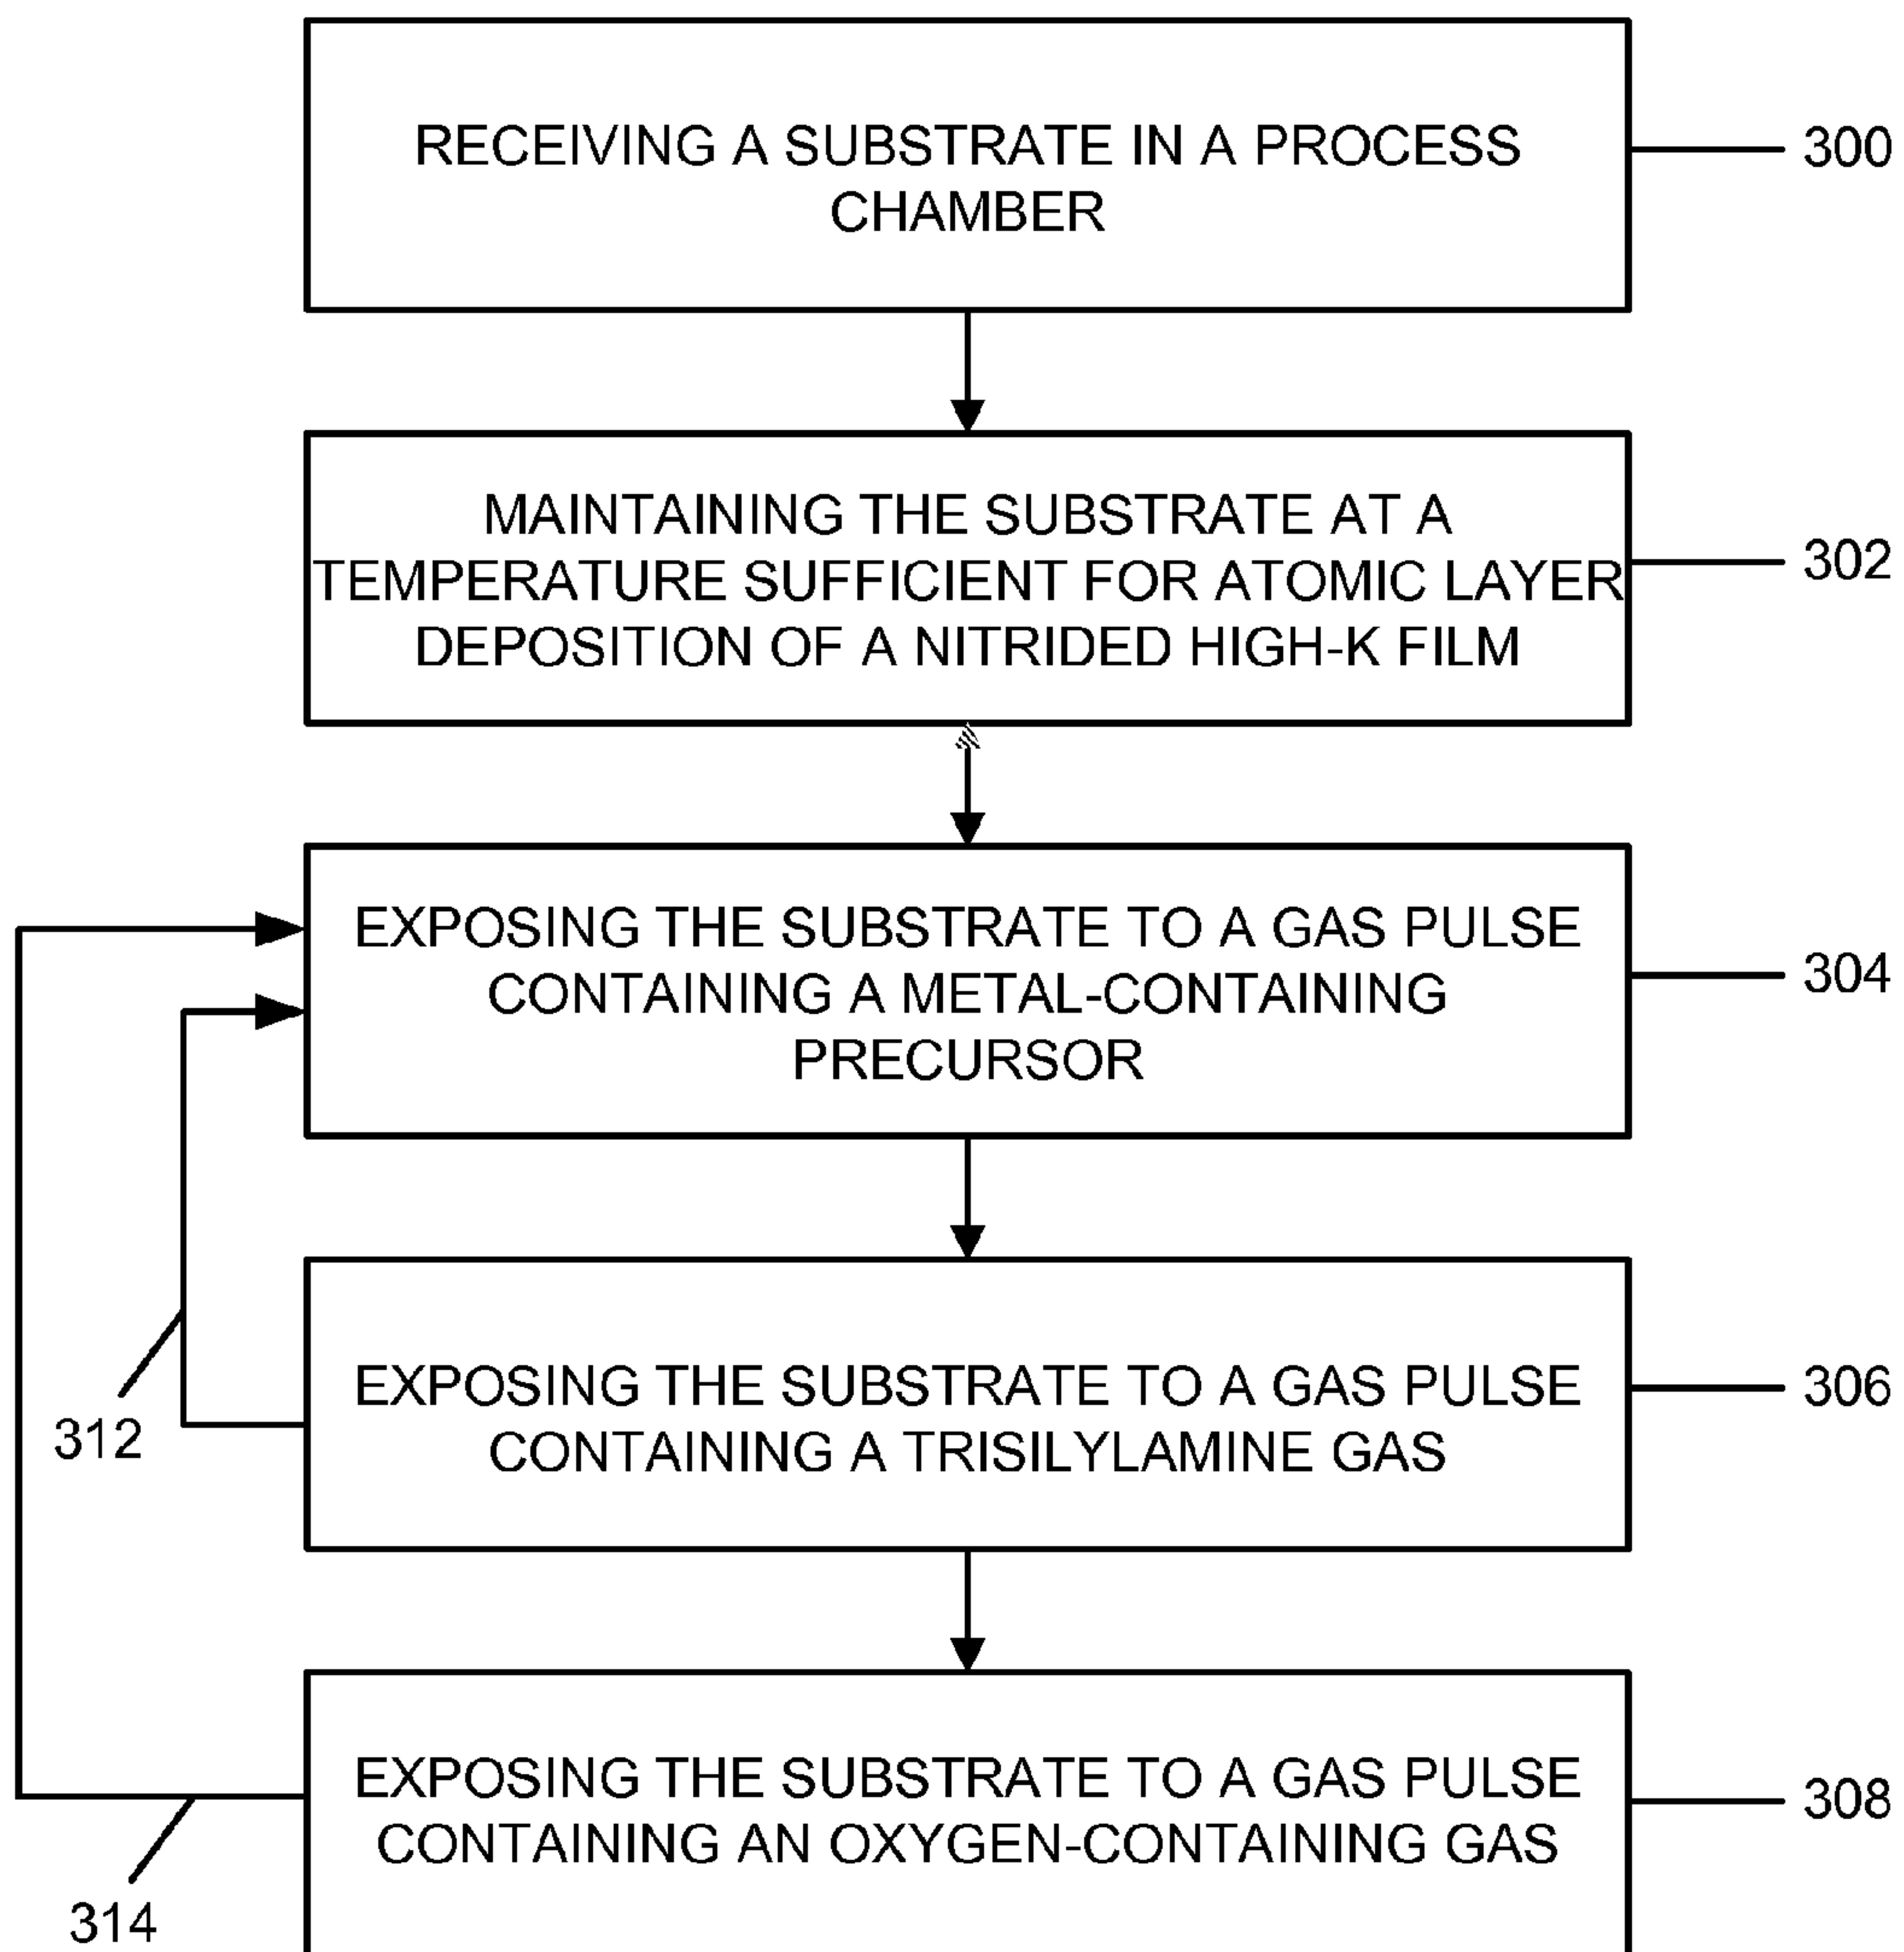 RECEIVING A SUBSTRATE IN A PROCESS
CHAMBER
300
MAINTAINING THE SUBSTRATE AT A
TEMPERATURE SUFFICIENT FOR ATOMIC LAYER
DEPOSITION OF A NITRIDED HIGH-K FILM
302
EXPOSING THE SUBSTRATE TO A GAS PULSE
CONTAINING A METAL-CONTAINING
PRECURSOR
304
EXPOSING THE SUBSTRATE TO A GAS PULSE
CONTAINING A TRISILYLAMINE GAS
306
312
EXPOSING THE SUBSTRATE TO A GAS PULSE
CONTAINING AN OXYGEN-CONTAINING GAS
308
314